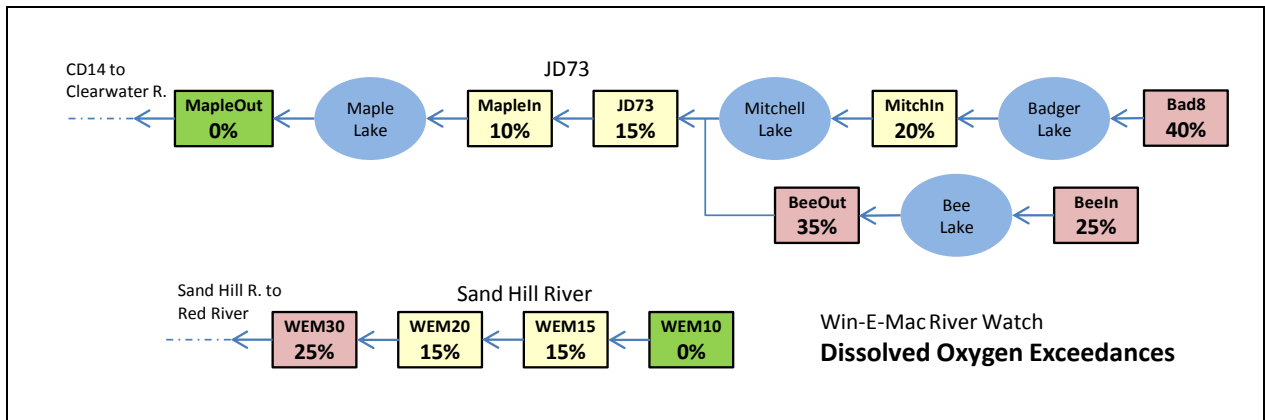 CD14 to
Clearwater R.
JD73
MapleOut
0%
Maple
Lake
MapleIn
10%
JD73
15%
Mitchell
Lake
MitchIn
20%
Badger
Lake
Bad8
40%
BeeOut
35%
Bee
Lake
BeeIn
25%
Sand Hill R. to
Red River
Sand Hill River
WEM30
25%
WEM20
15%
WEM15
15%
WEM10
0%
Win-E-Mac River Watch
Dissolved Oxygen Exceedances